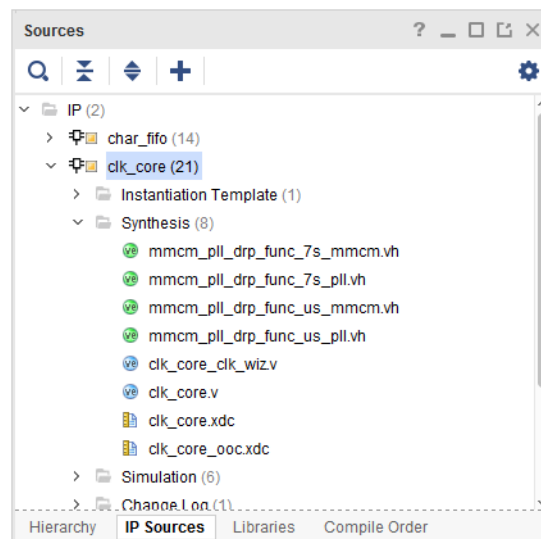 Sources
IP (2)
char_fifo (14)
clk_core (21)
Instantiation Template (1)
Synthesis (8)
mmcm_pll_drp_func_7s_mmcm.vh
mmcm_pll_drp_func_7s_pll.vh
mmcm_pll_drp_func_us_mmcm.vh
mmcm_pll_drp_func_us_pll.vh
clk_core_clk_wiz.v
clk_core.v
clk_core.xdc
clk_core_ooc.xdc
Simulation (6)
Change Log (1)
Hierarchy IP Sources Libraries Compile Order